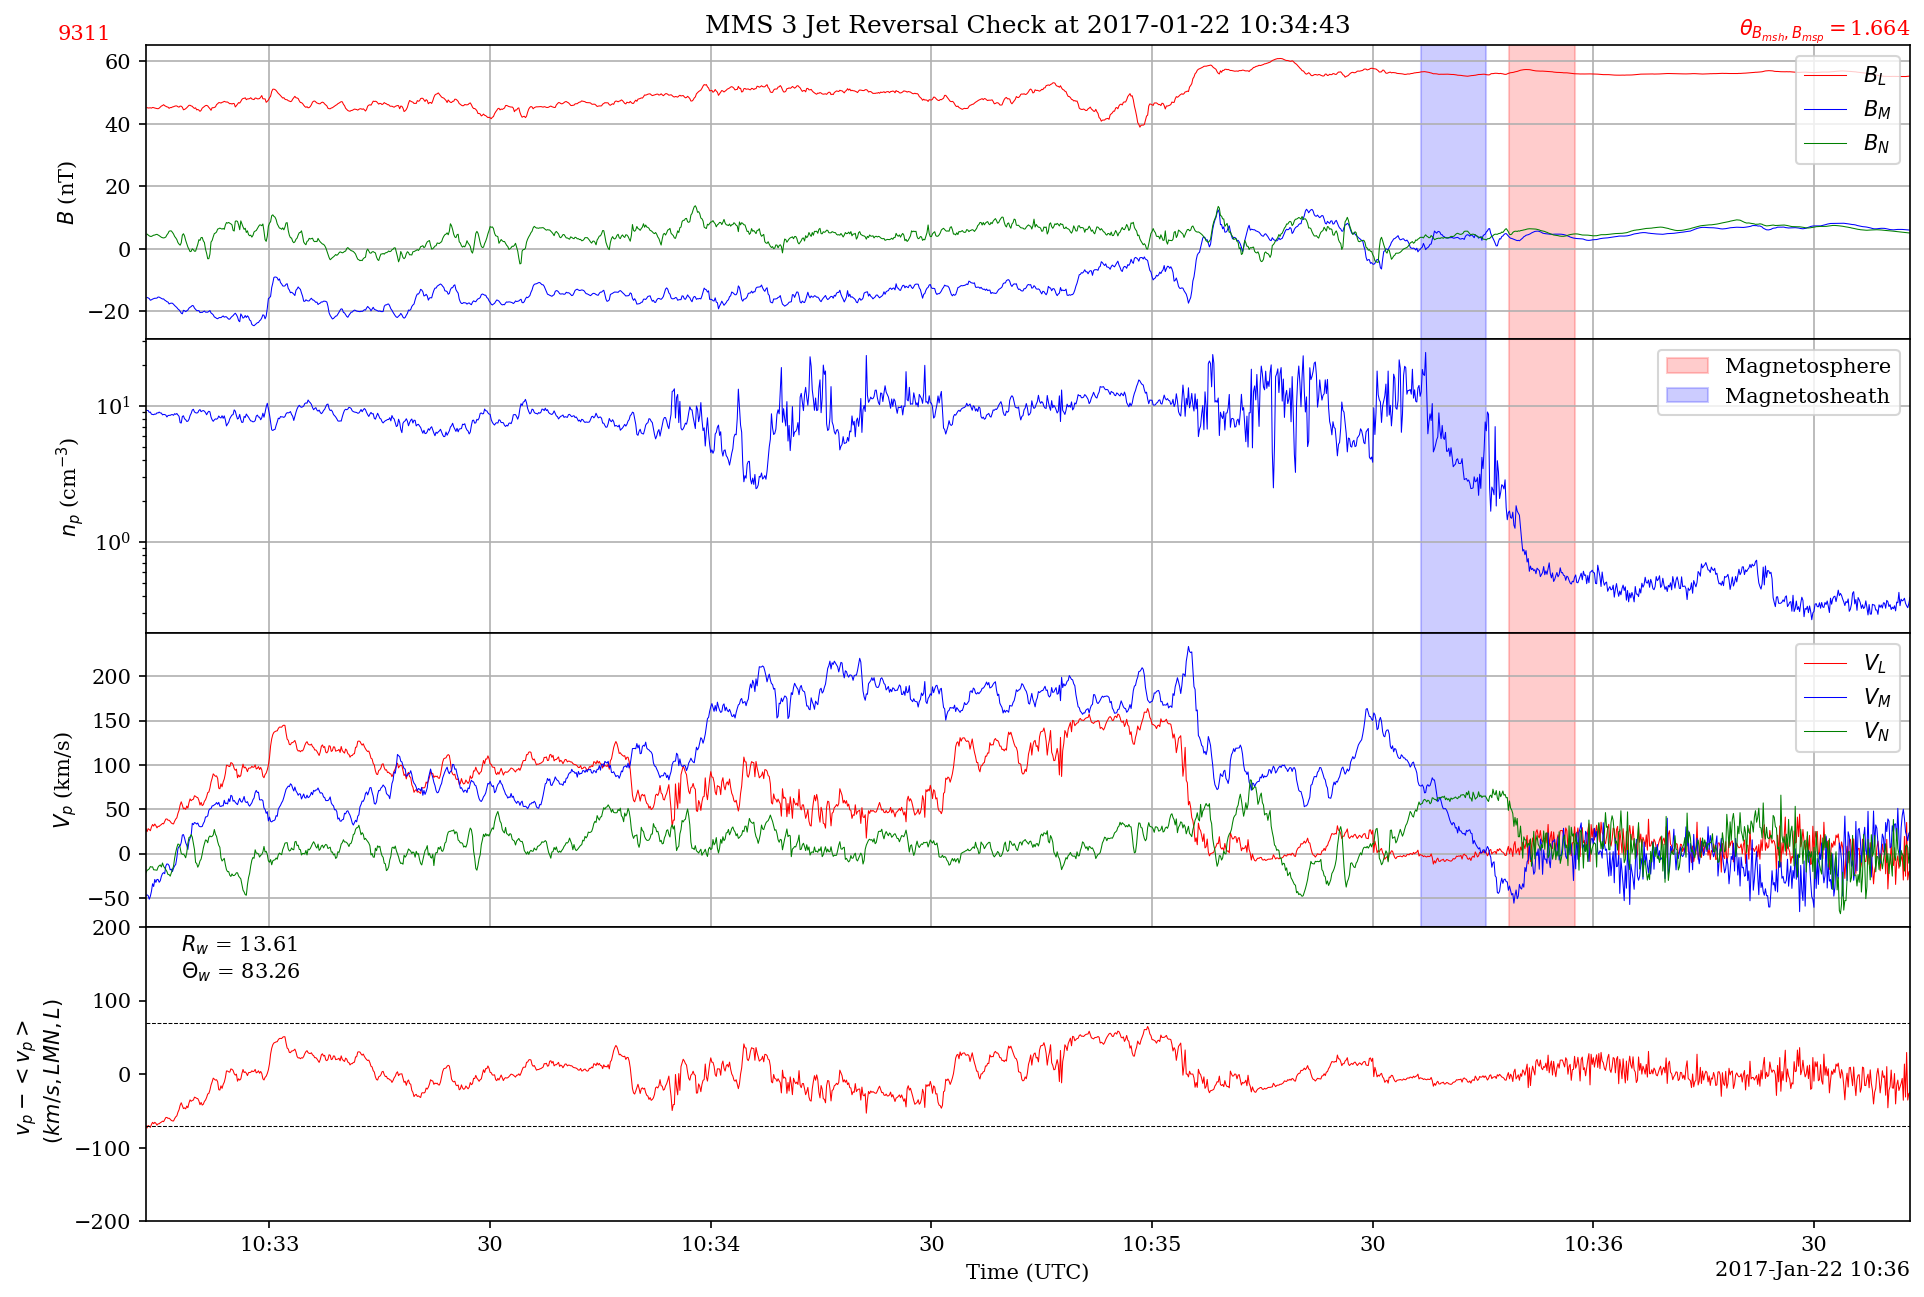 MMS 3 Jet Reversal Check at 2017-01-22 10:34:43
9311
θ_{B_{msh}, B_{msp}} = 1.664
B (nT)
60
40
20
0
−20
B_L
B_M
B_N
n_p (cm^{−3})
10^1
10^0
Magnetosphere
Magnetosheath
V_p (km/s)
200
150
100
50
0
−50
V_L
V_M
V_N
v_p − < v_p >
(km/s, LMN, L)
200
100
0
−100
−200
R_w = 13.61
Θ_w = 83.26
10:33
30
10:34
30
10:35
30
10:36
30
Time (UTC)
2017-Jan-22 10:36